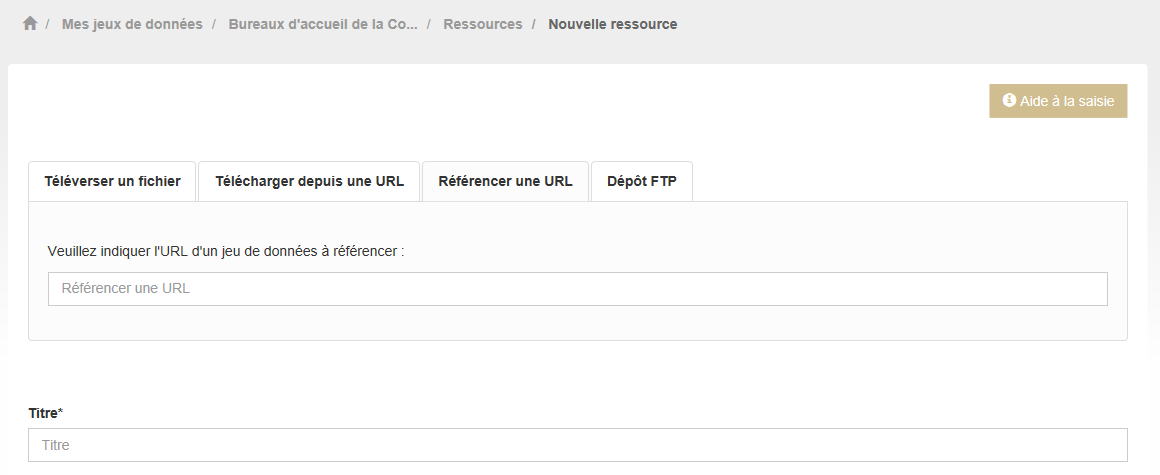 / Mes jeux de données / Bureaux d'accueil de la Co... / Ressources / Nouvelle ressource
Aide à la saisie
Téléverser un fichier Télécharger depuis une URL Référencer une URL Dépôt FTP
Veuillez indiquer l'URL d'un jeu de données à référencer :
Référencer une URL
Titre*
Titre